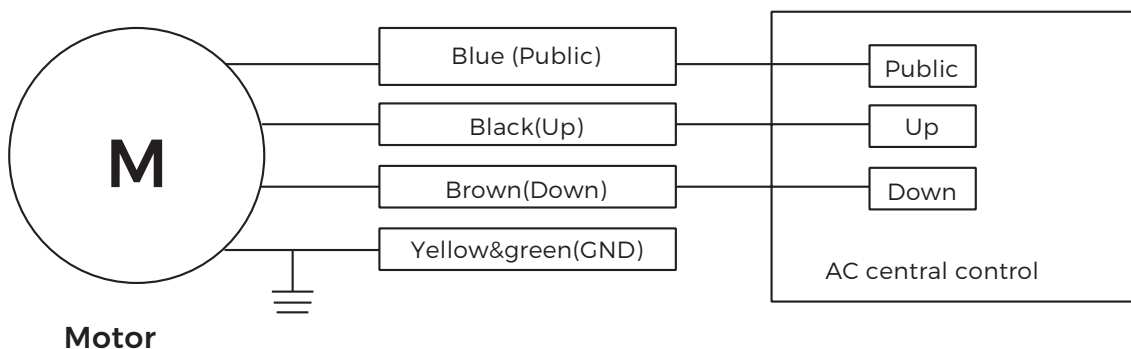 Blue (Public)
Public
Black(Up)
Up
M
Brown(Down)
Down
Yellow&green(GND)
AC central control
Motor